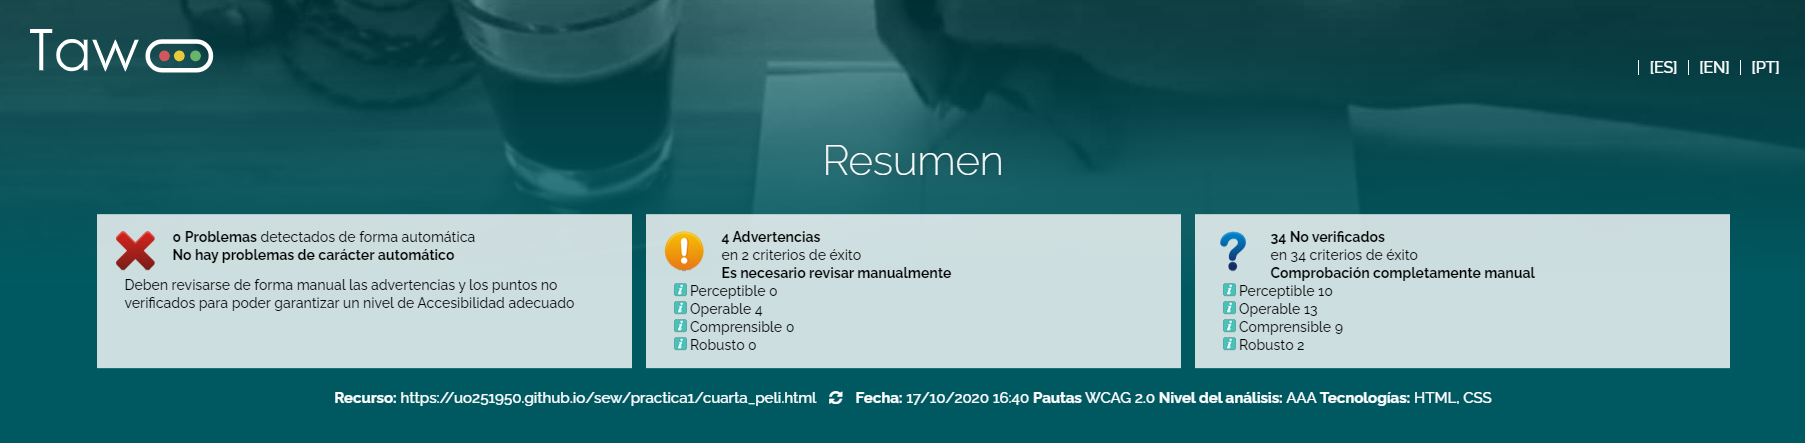 Taw
[ES] [EN] [PT]
Resumen
0 Problemas detectados de forma automática
No hay problemas de carácter automático
Deben revisarse de forma manual las advertencias y los puntos no
verificados para poder garantizar un nivel de Accesibilidad adecuado
4 Advertencias
en 2 criterios de éxito
Es necesario revisar manualmente
Perceptible 0
Operable 4
Comprensible 0
Robusto 0
34 No verificados
en 34 criterios de éxito
Comprobación completamente manual
Perceptible 10
Operable 13
Comprensible 9
Robusto 2
Recurso: https://uo251950.github.io/sew/practica1/cuarta_peli.html Fecha: 17/10/2020 16:40 Pautas WCAG 2.0 Nivel del análisis: AAA Tecnologías: HTML, CSS